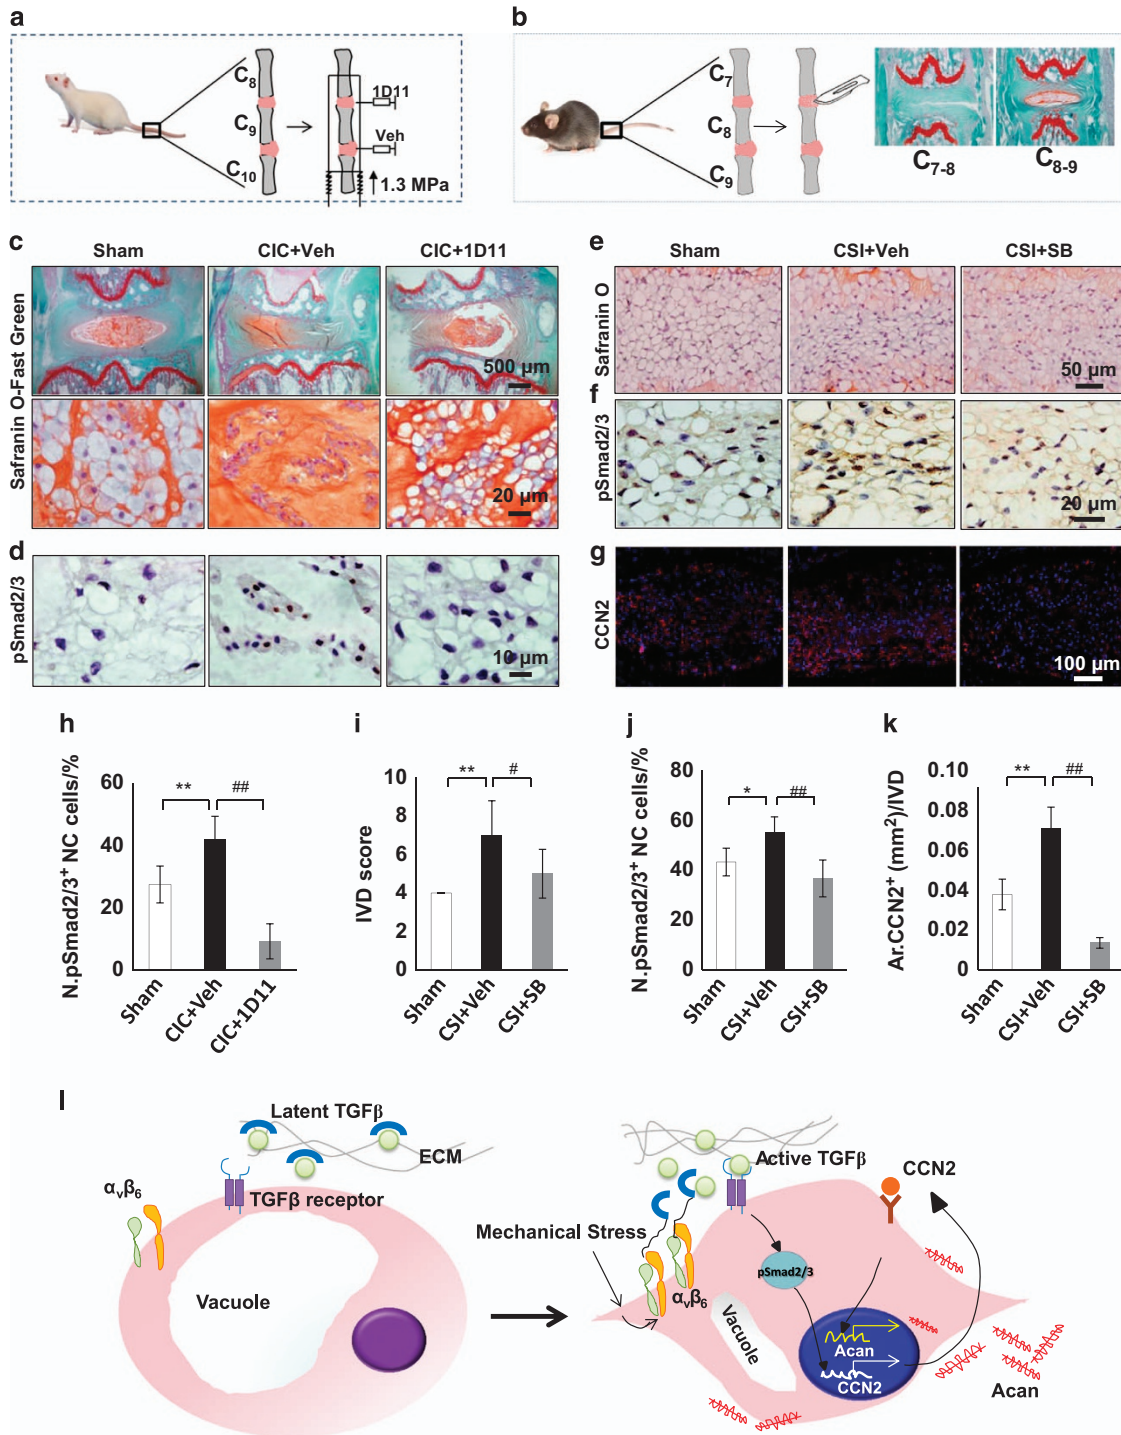 a
C8
C9
C10
1D11
Veh
1.3 MPa
b
C7
C8
C9
C7-8
C8-9
c
Sham
CIC+Veh
CIC+1D11
Safranin O-Fast Green
500 µm
20 µm
d
pSmad2/3
10 µm
e
Sham
CSI+Veh
CSI+SB
Safranin O
50 µm
f
pSmad2/3
20 µm
g
CCN2
100 µm
h
N.pSmad2/3+ NC cells/%
60
40
20
0
**
##
Sham
CIC+Veh
CIC+1D11
i
IVD score
10
8
6
4
2
0
**
#
Sham
CSI+Veh
CSI+SB
j
N.pSmad2/3+ NC cells/%
80
60
40
20
0
*
##
Sham
CSI+Veh
CSI+SB
k
Ar.CCN2+ (mm2)/IVD
0.10
0.08
0.06
0.04
0.02
0
**
##
Sham
CSI+Veh
CSI+SB
l
Latent TGFβ
ECM
αvβ6
TGFβ receptor
Vacuole
Mechanical Stress
Active TGFβ
CCN2
pSmad2/3
αvβ6
Vacuole
Acan
CCN2
Acan